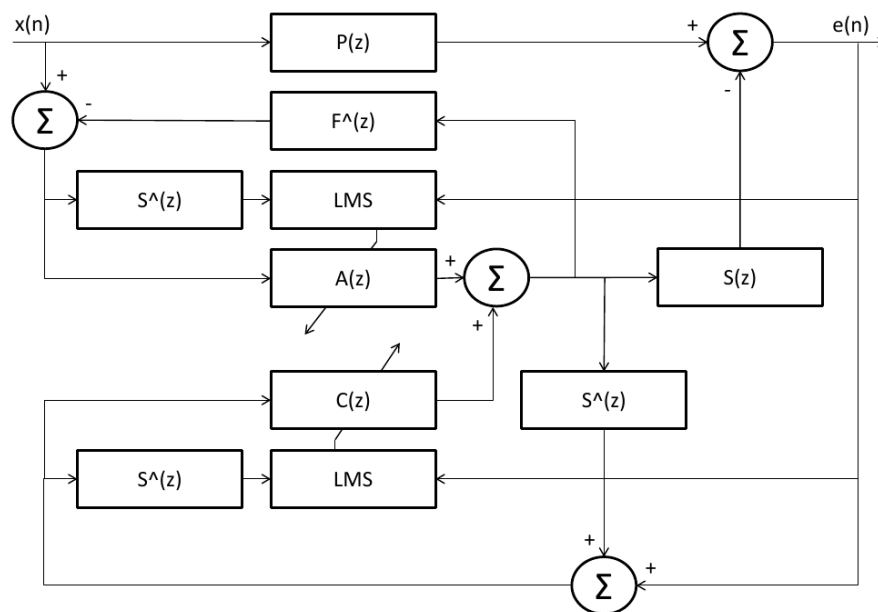 x(n)
P(z)
+
Σ
e(n)
+
Σ
-
F^(z)
-
S^(z)
LMS
A(z)
+
Σ
+
S(z)
C(z)
S^(z)
S^(z)
LMS
+
Σ
+